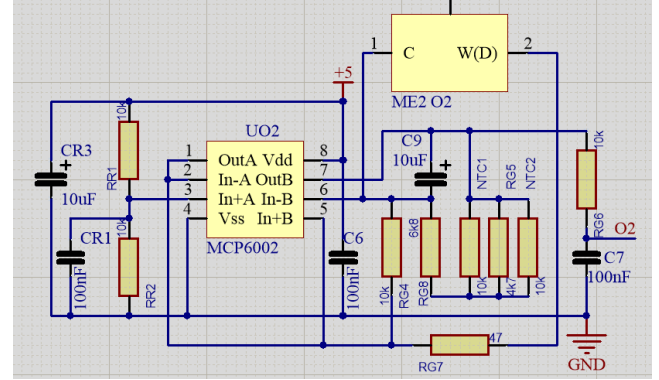 1
C
W(D)
2
ME2 O2
+5
10k
UO2
CR3
RR1
10uF
1
OutA
Vdd
8
2
In-A
OutB
7
3
In+A
In-B
6
4
Vss
In+B
5
MCP6002
C9
10uF
NTC1
RG5
NTC2
10k
RG6
O2
10k
CR1
100nF
RR2
C6
100nF
10k
RG4
6k8
RG8
10k
4k7
10k
C7
100nF
47
RG7
GND